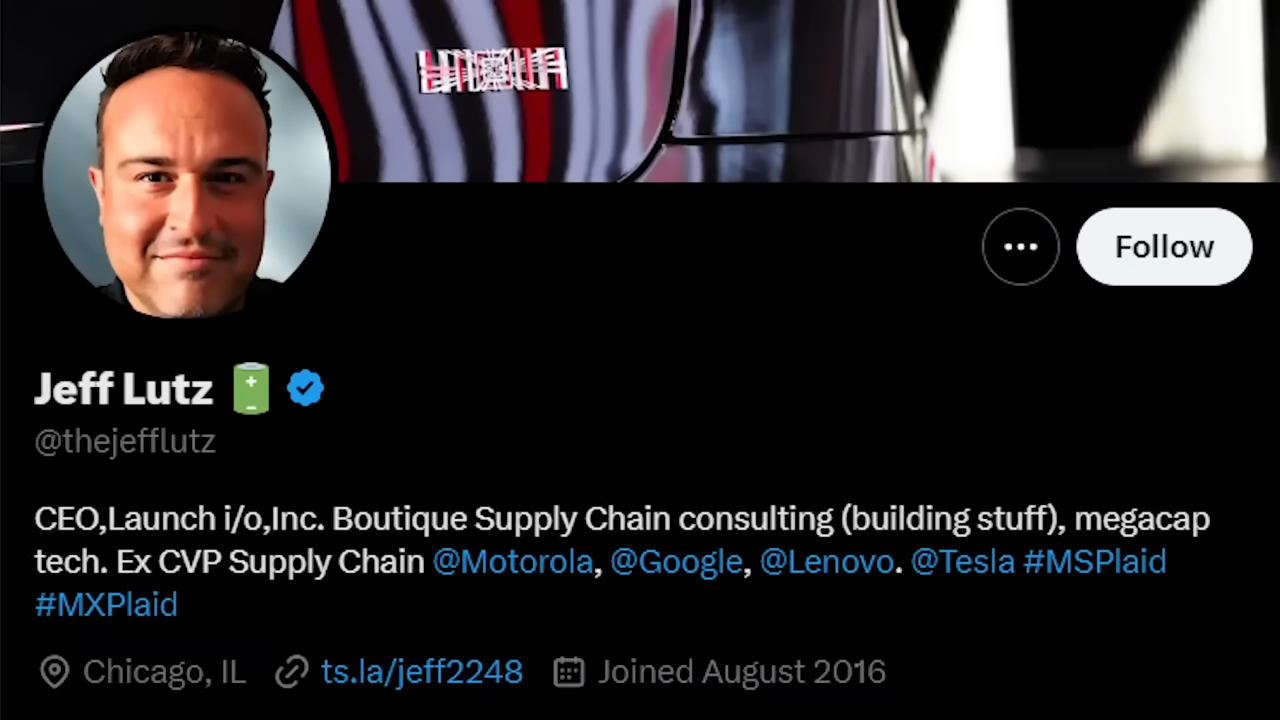 Follow
Jeff Lutz
@thejefflutz
CEO,Launch i/o,Inc. Boutique Supply Chain consulting (building stuff), megacap
tech. Ex CVP Supply Chain @Motorola, @Google, @Lenovo. @Tesla #MSPlaid
#MXPlaid
Chicago, IL ts.la/jeff2248 Joined August 2016